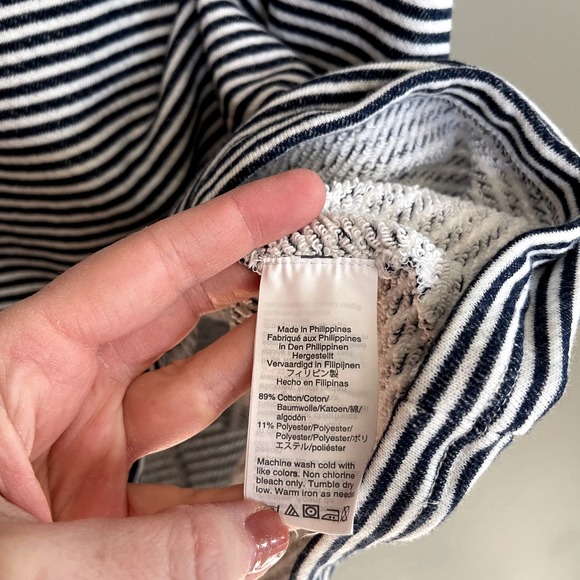 Made In Philippines
Fabriqué aux Philippines
in Den Philippinen
Hergestellt
Vervaardigd in Filipijnen
フィリピン製
Hecho en Filipinas
89% Cotton/Coton/
Baumwolle/Katoen/綿/
algodón
11% Polyester/Polyester/
Polyester/Polyester/ポリ
エステル/poliéster
Machine wash cold with
like colors. Non chlorine
bleach only. Tumble dry
low. Warm iron as needed